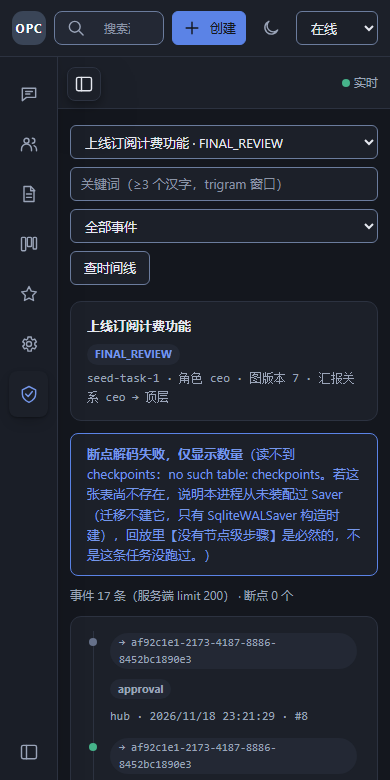 OPC
搜索
创建
在线
实时
上线订阅计费功能 · FINAL_REVIEW
关键词（≥3 个汉字，trigram 窗口）
全部事件
查时间线
上线订阅计费功能
FINAL_REVIEW
seed-task-1 · 角色 ceo · 图版本 7 · 汇报关
系 ceo → 顶层
断点解码失败，仅显示数量（读不到
checkpoints：no such table: checkpoints。若这
张表尚不存在，说明本进程从未装配过 Saver
（迁移不建它，只有 SqliteWALSaver 构造时
建），回放里【没有节点级步骤】是必然的，不
是这条任务没跑过。）
事件 17 条（服务端 limit 200）· 断点 0 个
→ af92c1e1-2173-4187-8886-
8452bc1890e3
approval
hub · 2026/11/18 23:21:29 · #8
→ af92c1e1-2173-4187-8886-
8452bc1890e3